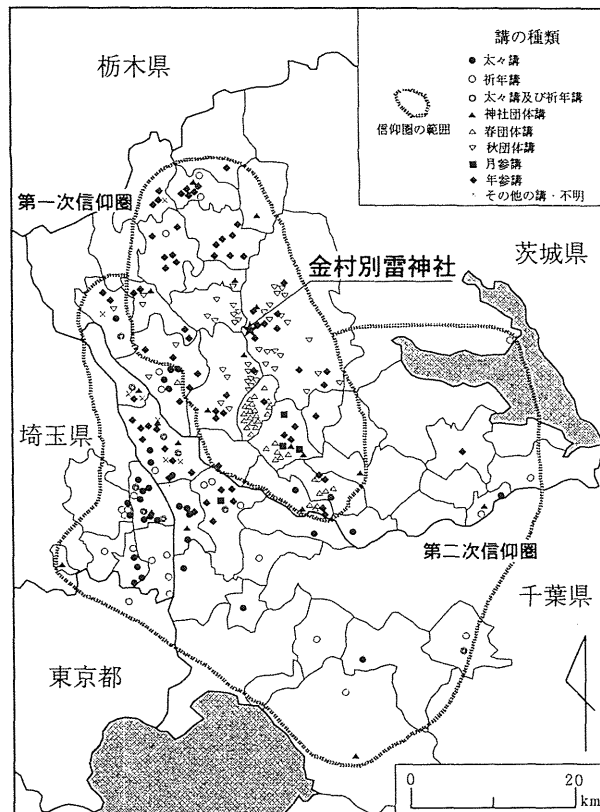 講の種類
太々講
祈年講
太々講及び祈年講
神社団体講
春団体講
秋団体講
月参講
年参講
その他の講・不明
信仰圏の範囲
栃木県
第一次信仰圏
茨城県
金村別雷神社
埼玉県
第二次信仰圏
千葉県
東京都
0 20
km